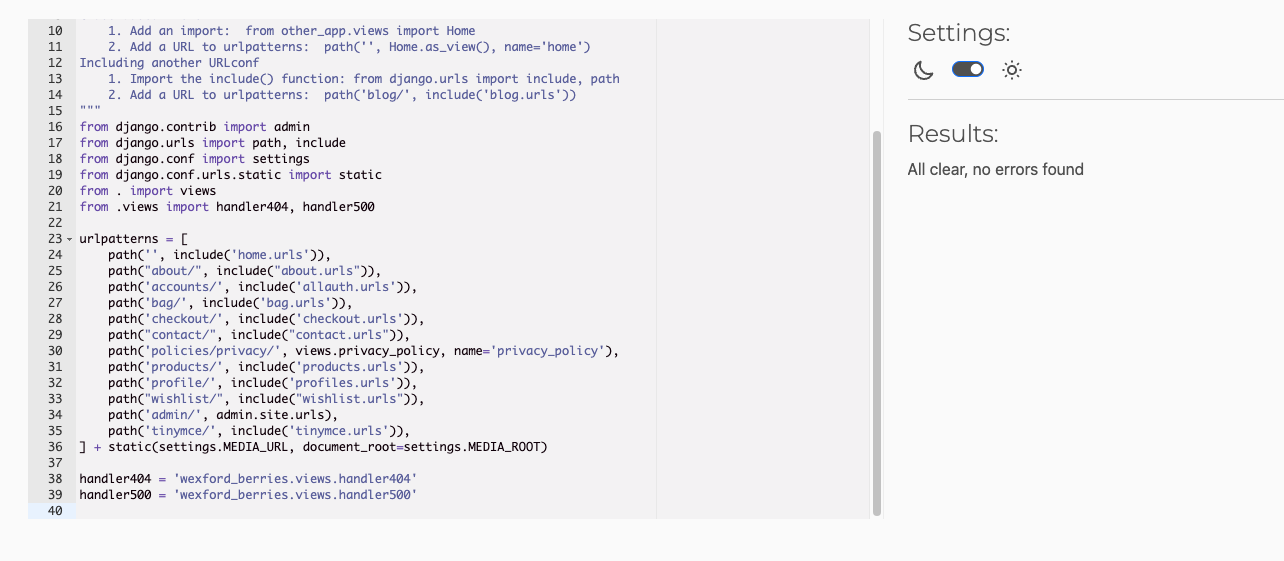 10 1. Add an import:  from other_app.views import Home
11 2. Add a URL to urlpatterns:  path('', Home.as_view(), name='home')
12 Including another URLconf
13 1. Import the include() function: from django.urls import include, path
14 2. Add a URL to urlpatterns:  path('blog/', include('blog.urls'))
15 """
16 from django.contrib import admin
17 from django.urls import path, include
18 from django.conf import settings
19 from django.conf.urls.static import static
20 from . import views
21 from .views import handler404, handler500
22
23 urlpatterns = [
24 path('', include('home.urls')),
25 path("about/", include("about.urls")),
26 path('accounts/', include('allauth.urls')),
27 path('bag/', include('bag.urls')),
28 path('checkout/', include('checkout.urls')),
29 path("contact/", include("contact.urls")),
30 path('policies/privacy/', views.privacy_policy, name='privacy_policy'),
31 path('products/', include('products.urls')),
32 path('profile/', include('profiles.urls')),
33 path("wishlist/", include("wishlist.urls")),
34 path('admin/', admin.site.urls),
35 path('tinymce/', include('tinymce.urls')),
36 ] + static(settings.MEDIA_URL, document_root=settings.MEDIA_ROOT)
37
38 handler404 = 'wexford_berries.views.handler404'
39 handler500 = 'wexford_berries.views.handler500'
40
Settings:
Results:
All clear, no errors found